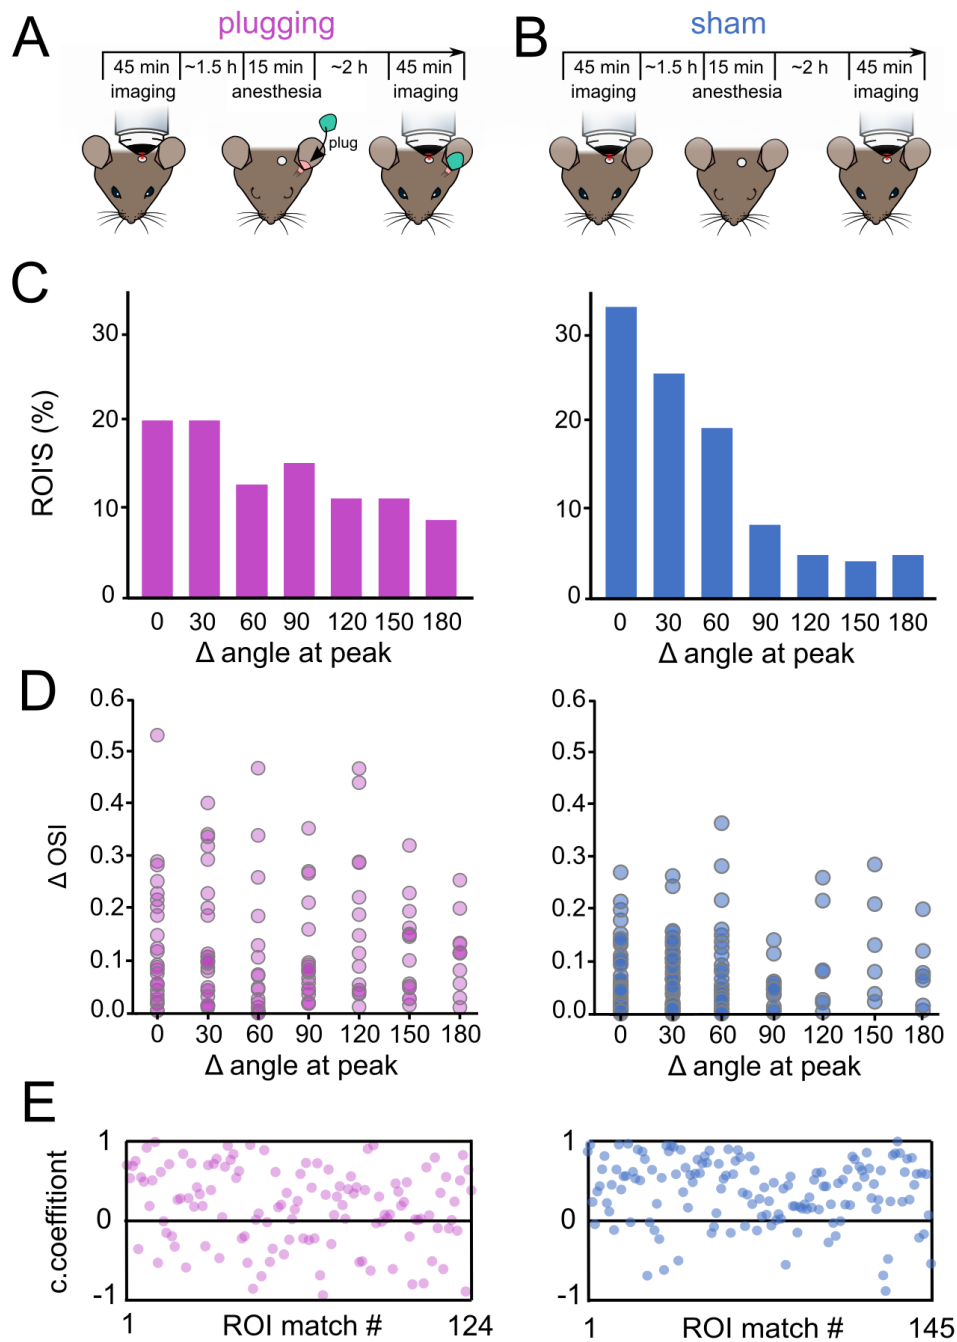 A
plugging
45 min ~1.5 h 15 min ~2 h 45 min
imaging anesthesia imaging
plug
B
sham
45 min ~1.5 h 15 min ~2 h 45 min
imaging anesthesia imaging
C
ROI'S (%)
30
20
10
0
0 30 60 90 120 150 180
Δ angle at peak
30
20
10
0
0 30 60 90 120 150 180
Δ angle at peak
D
Δ OSI
0.6
0.5
0.4
0.3
0.2
0.1
0.0
0 30 60 90 120 150 180
Δ angle at peak
0.6
0.5
0.4
0.3
0.2
0.1
0.0
0 30 60 90 120 150 180
Δ angle at peak
E
c.coeffitiont
1
0
-1
1 ROI match # 124
1
0
-1
1 ROI match # 145